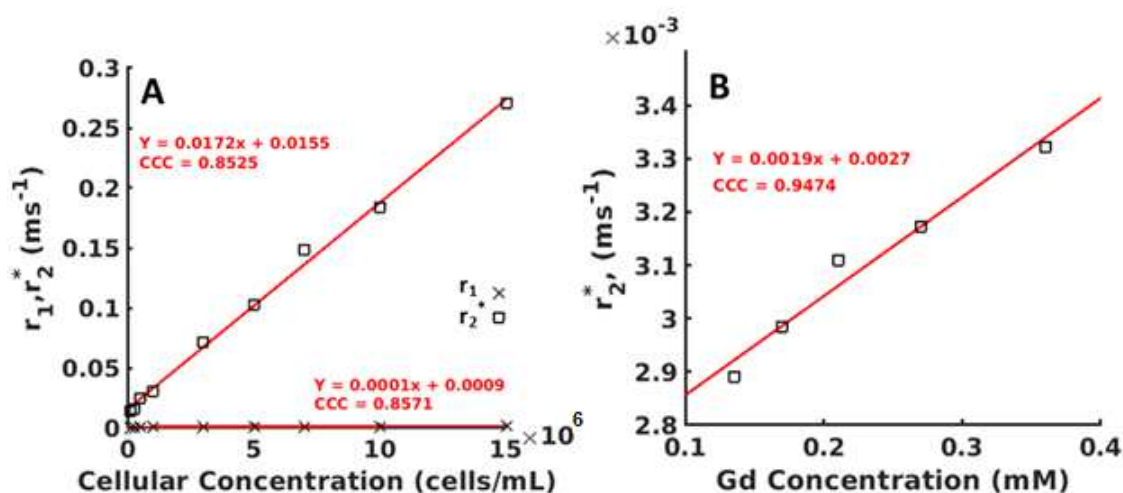 A
0.3
0.25
0.2
0.15
0.1
0.05
0
r1,r2* (ms-1)
Y = 0.0172x + 0.0155
CCC = 0.8525
r1 ×
r2* □
Y = 0.0001x + 0.0009
CCC = 0.8571
0 5 10 15 × 10^6
Cellular Concentration (cells/mL)
× 10^-3
B
3.4
3.3
3.2
3.1
3
2.9
2.8
r2*, (ms-1)
Y = 0.0019x + 0.0027
CCC = 0.9474
0.1 0.2 0.3 0.4
Gd Concentration (mM)